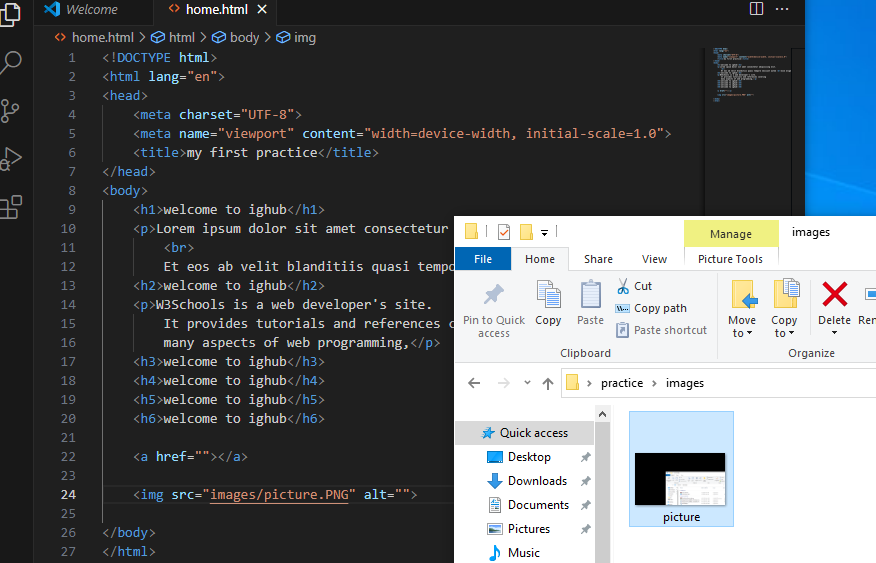 Welcome
home.html
home.html > html > body > img
1 <!DOCTYPE html>
2 <html lang="en">
3 <head>
4 <meta charset="UTF-8">
5 <meta name="viewport" content="width=device-width, initial-scale=1.0">
6 <title>my first practice</title>
7 </head>
8 <body>
9 <h1>welcome to ighub</h1>
10 <p>Lorem ipsum dolor sit amet consectetur
11 <br>
12 Et eos ab velit blanditiis quasi tempo
13 <h2>welcome to ighub</h2>
14 <p>W3Schools is a web developer's site.
15 It provides tutorials and references c
16 many aspects of web programming,</p>
17 <h3>welcome to ighub</h3>
18 <h4>welcome to ighub</h4>
19 <h5>welcome to ighub</h5>
20 <h6>welcome to ighub</h6>
21
22 <a href=""></a>
23
24 <img src="images/picture.PNG" alt="">
25
26 </body>
27 </html>
Manage
images
File Home Share View Picture Tools
Pin to Quick access
Copy
Paste
Cut
Copy path
Paste shortcut
Move to
Copy to
Delete
Ren
Clipboard
Organize
practice > images
Quick access
Desktop
Downloads
Documents
Pictures
Music
picture